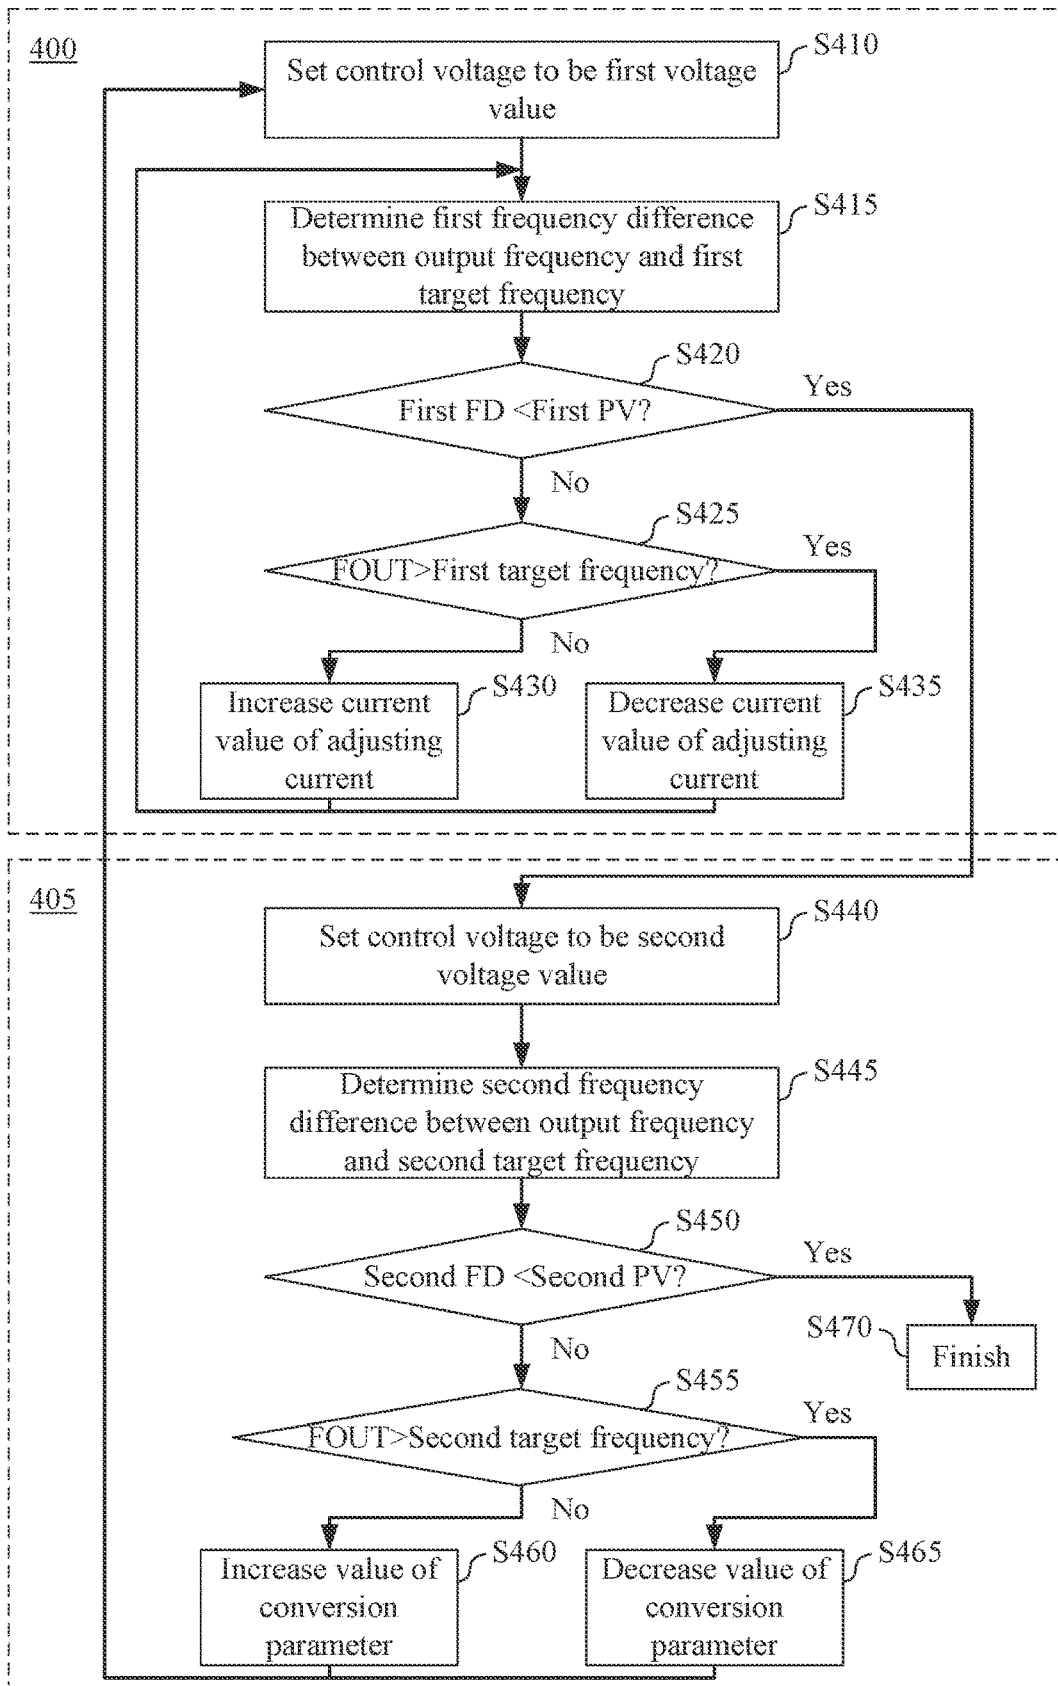 400
S410
Set control voltage to be first voltage
value
S415
Determine first frequency difference
between output frequency and first
target frequency
S420
First FD <First PV?
Yes
No
S425
FOUT>First target frequency?
Yes
No
S430
Increase current
value of adjusting
current
S435
Decrease current
value of adjusting
current
405
S440
Set control voltage to be second
voltage value
S445
Determine second frequency
difference between output frequency
and second target frequency
S450
Second FD <Second PV?
Yes
S470
Finish
No
S455
FOUT>Second target frequency?
Yes
No
S460
Increase value of
conversion
parameter
S465
Decrease value of
conversion
parameter